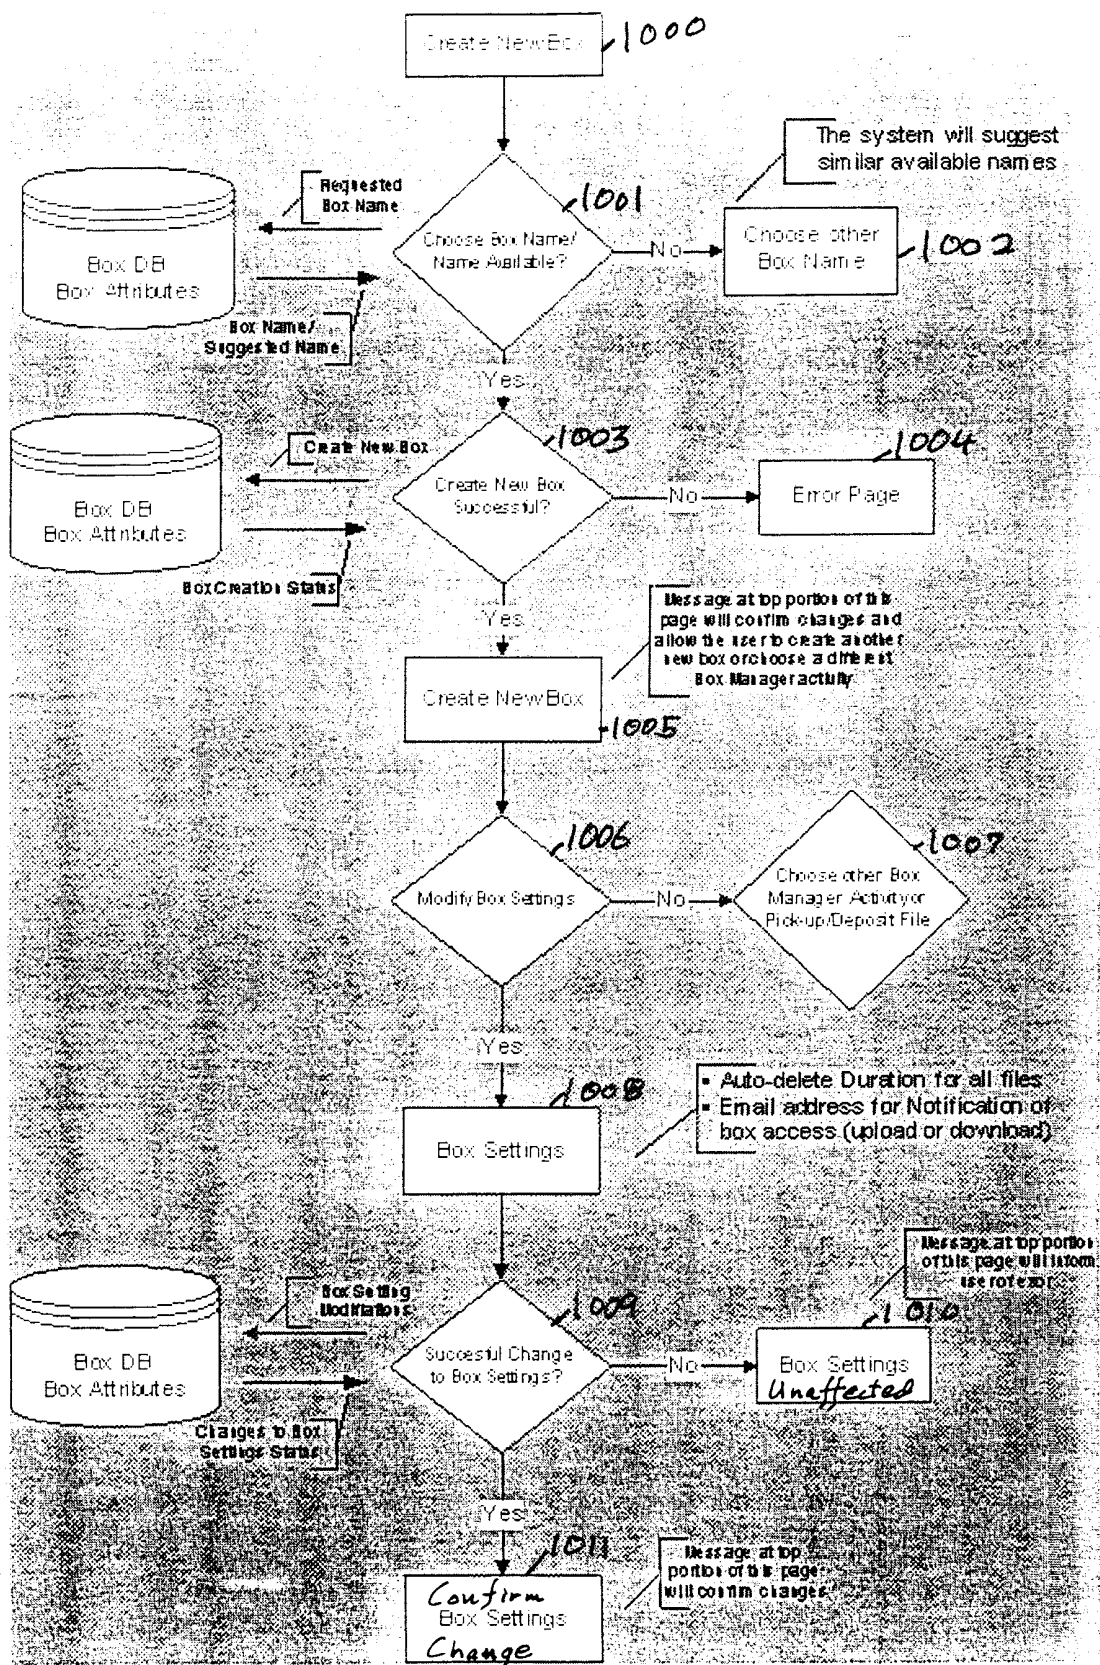 Create New Box
1000
The system will suggest
similar available names
Requested
Box Name
1001
Choose Box Name/
Name Available?
No
Choose other
Box Name
1002
Box DB
Box Attributes
Box Name/
Suggested Name
Yes
Create New Box
1003
Create New Box
Successful?
No
1004
Error Page
Box DB
Box Attributes
Box Creation Status
Yes
Message at top portion of this
page will confirm changes and
allow the user to create another
new box or choose a different
Box Manager activity
Create New Box
1005
1006
Modify Box Settings
No
1007
Choose other Box
Manager Activity or
Pick-up/Deposit File
Yes
1008
Box Settings
▪ Auto-delete Duration for all files
▪ Email address for Notification of
box access (upload or download)
Message at top portion
of this page will inform
user of error
Box Setting
Modifications
1009
Succesful Change
to Box Settings?
No
1010
Box Settings
Unaffected
Box DB
Box Attributes
Changes to Box
Settings Status
Yes
1011
Confirm
Box Settings
Change
Message at top
portion of this page
will confirm changes